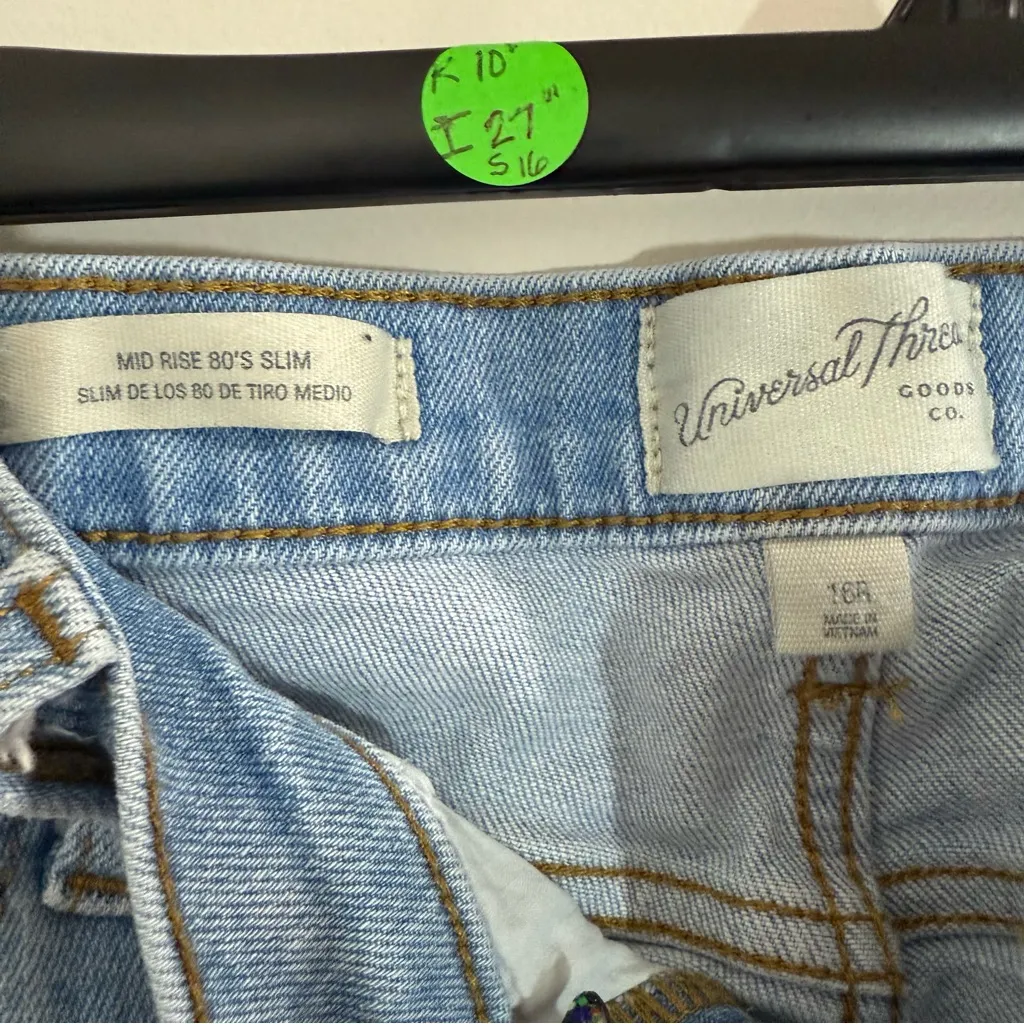 R 10"
I 27"
S 16
MID RISE 80'S SLIM
SLIM DE LOS 80 DE TIRO MEDIO
Universal Threa
GOODS
CO.
16R
MADE IN
VIETNAM